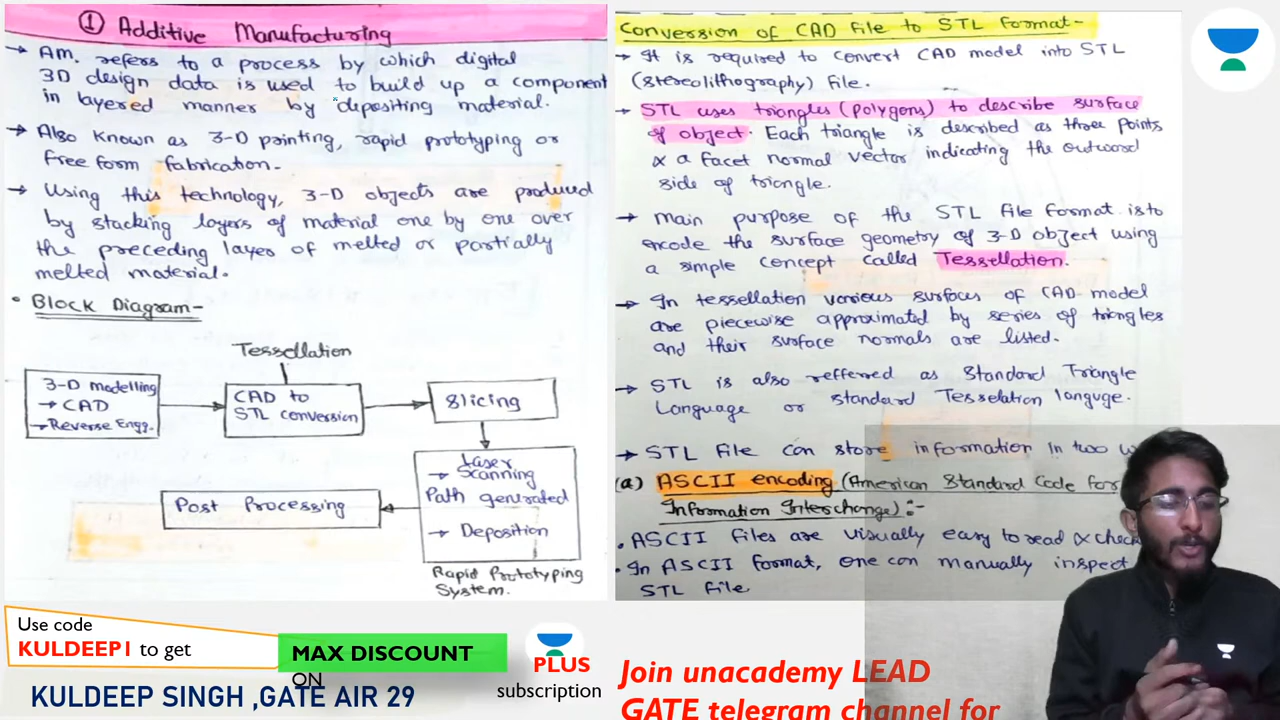 ① Additive Manufacturing
→ Am. refers to a process by which digital
3D design data is used to build up a component
in layered manner by depositing material.
→ Also known as 3-D printing, rapid prototyping or
free form fabrication.
→ Using this technology, 3-D objects are produced
by stacking layers of material one by one over
the preceding layer of melted or partially
melted material.
• Block Diagram-
Tessellation
3-D modelling
→ CAD
→ Reverse Engg.
CAD to
STL conversion
Slicing
Laser
→ Scanning
Path generated
→ Deposition
Post Processing
Rapid Prototyping
System.
Conversion of CAD file to STL format-
→ It is required to convert CAD model into STL
(stereolithography) file.
→ STL uses triangles (polygons) to describe surface
of object. Each triangle is described as three points
& a facet normal vector indicating the outward
side of triangle.
→ main purpose of the STL file format is to
encode the surface geometry of 3-D object using
a simple concept called Tessellation.
→ In tessellation various surfaces of CAD model
are piecewise approximated by series of triangles
and their surface normals are listed.
→ STL is also reffered as Standard Triangle
Language or standard Tesselation languge.
→ STL file can store information in two
(a) ASCII encoding (American Standard Code for
Information Interchange):-
• ASCII files are visually easy to read & check
• In ASCII format, one can manually inspect
STL file
Use code
KULDEEP1 to get
MAX DISCOUNT
ON
PLUS
subscription
KULDEEP SINGH ,GATE AIR 29
Join unacademy LEAD
GATE telegram channel for